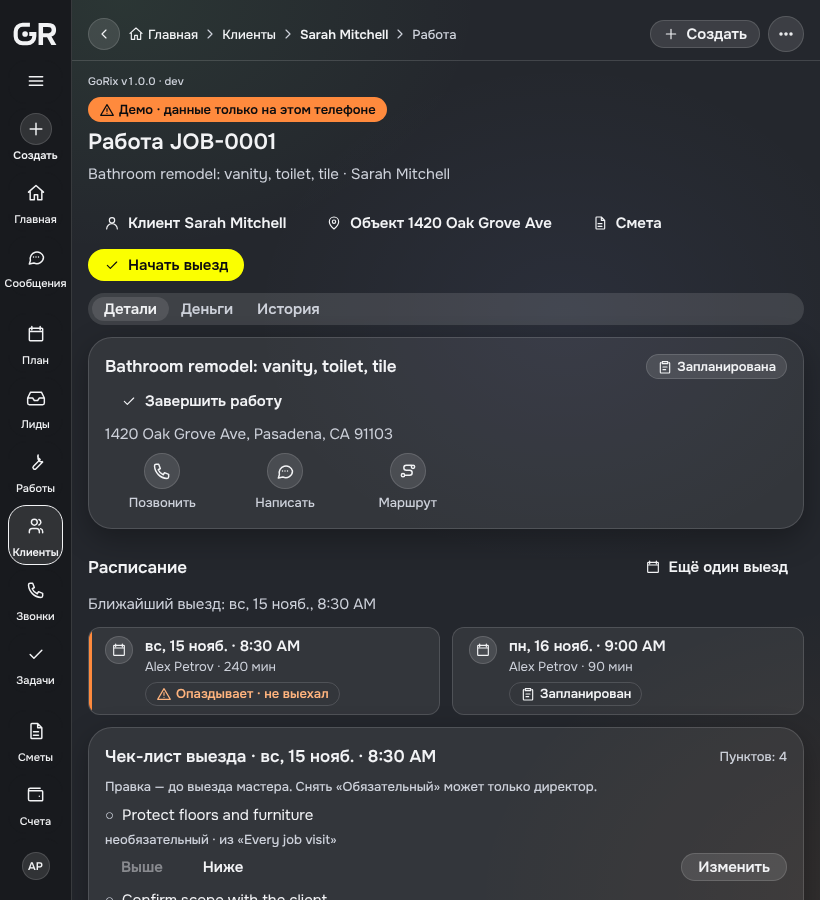 GR
Главная
Клиенты
Sarah Mitchell
Работа
Создать
GoRix v1.0.0 · dev
Демо · данные только на этом телефоне
Работа JOB-0001
Bathroom remodel: vanity, toilet, tile · Sarah Mitchell
Клиент Sarah Mitchell
Объект 1420 Oak Grove Ave
Смета
Начать выезд
Детали
Деньги
История
Bathroom remodel: vanity, toilet, tile
Запланирована
Завершить работу
1420 Oak Grove Ave, Pasadena, CA 91103
Позвонить
Написать
Маршрут
Расписание
Ещё один выезд
Ближайший выезд: вс, 15 нояб., 8:30 AM
вс, 15 нояб. · 8:30 AM
Alex Petrov · 240 мин
Опаздывает · не выехал
пн, 16 нояб. · 9:00 AM
Alex Petrov · 90 мин
Запланирован
Чек-лист выезда · вс, 15 нояб. · 8:30 AM
Пунктов: 4
Правка — до выезда мастера. Снять «Обязательный» может только директор.
Protect floors and furniture
необязательный · из «Every job visit»
Выше
Ниже
Изменить
Confirm scope with the client
Создать
Главная
Сообщения
План
Лиды
Работы
Клиенты
Звонки
Задачи
Сметы
Счета
AP